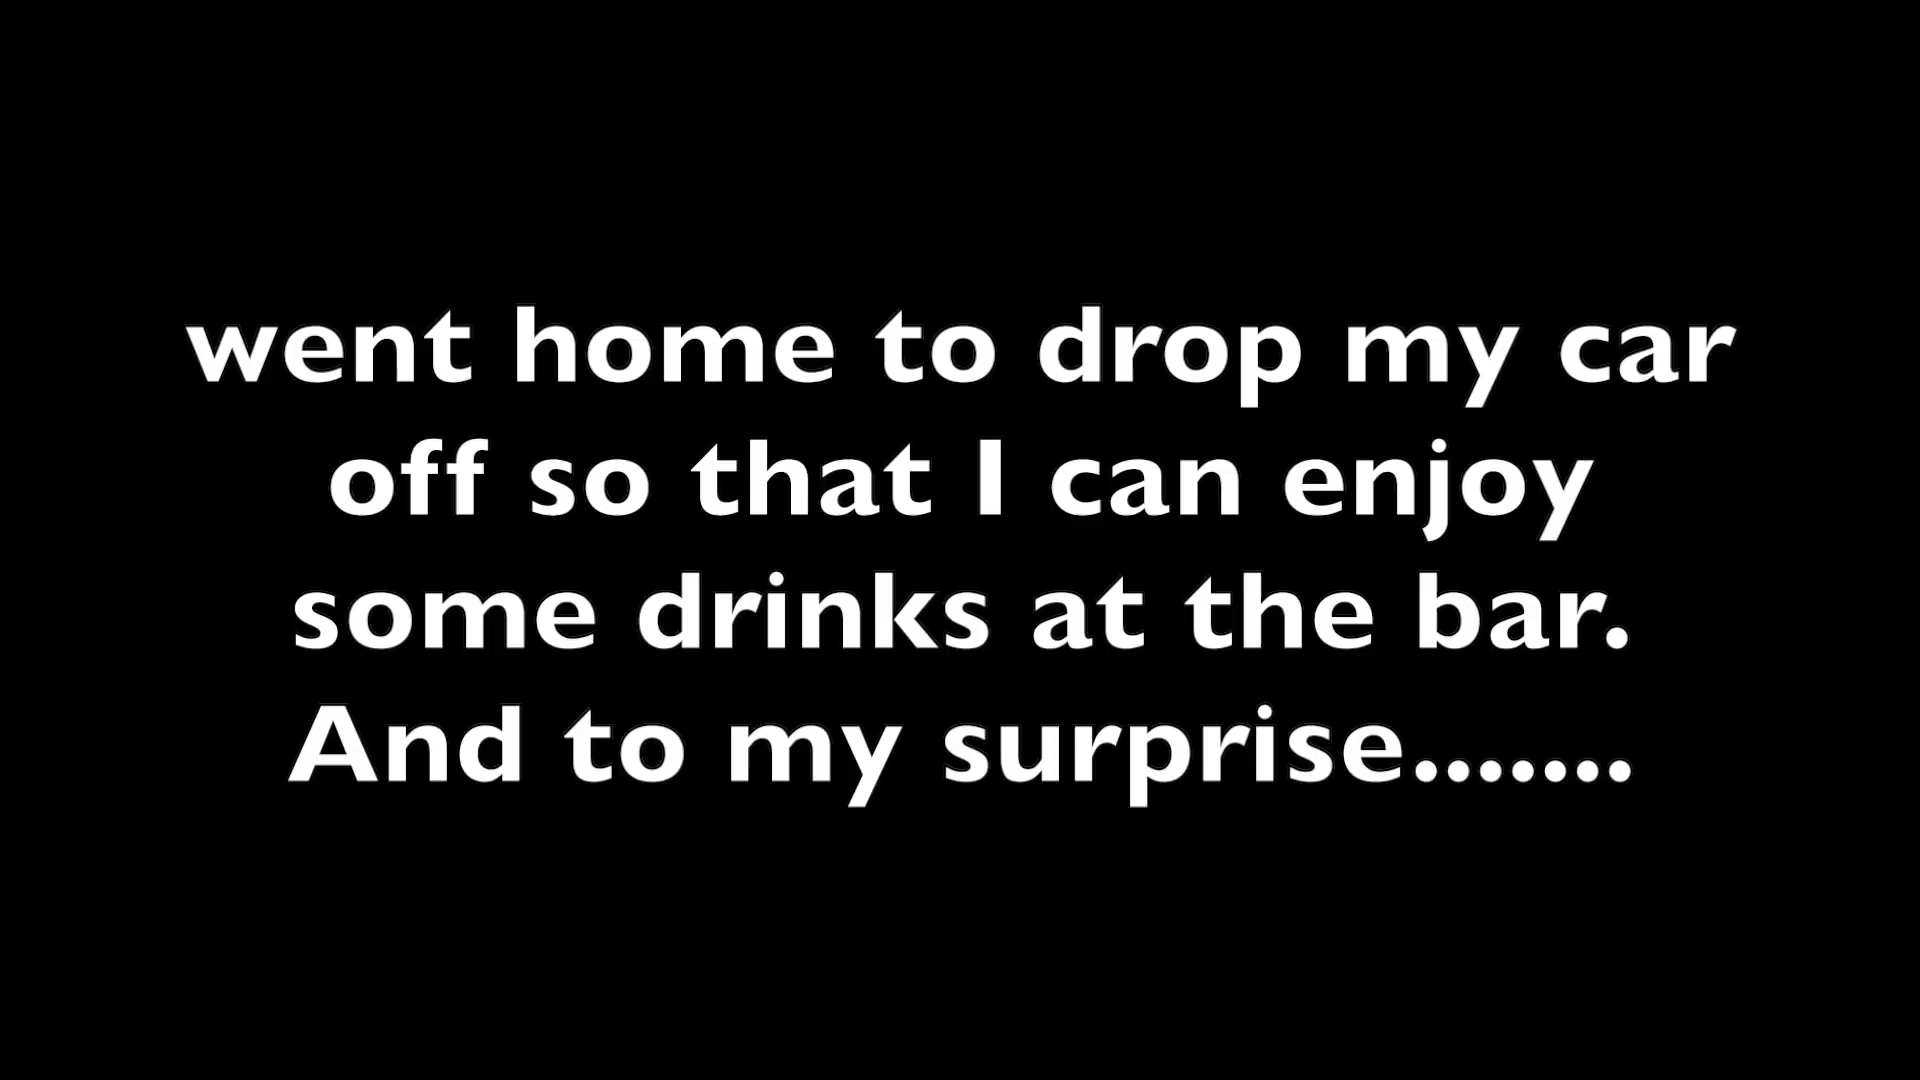 went home to drop my car
off so that I can enjoy
some drinks at the bar.
And to my surprise.......